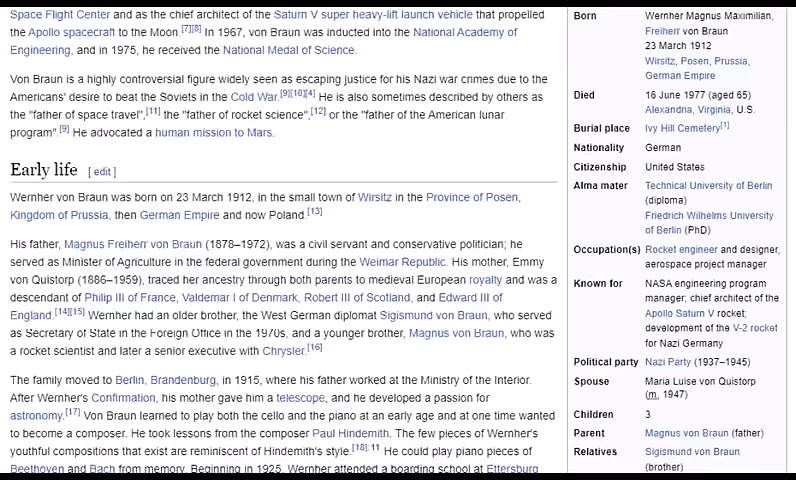 Space Flight Center and as the chief architect of the Saturn V super heavy-lift launch vehicle that propelled
the Apollo spacecraft to the Moon.[7][8] In 1967, von Braun was inducted into the National Academy of
Engineering, and in 1975, he received the National Medal of Science.
Von Braun is a highly controversial figure widely seen as escaping justice for his Nazi war crimes due to the
Americans' desire to beat the Soviets in the Cold War.[9][10][4] He is also sometimes described by others as
the "father of space travel",[11] the "father of rocket science",[12] or the "father of the American lunar
program".[9] He advocated a human mission to Mars.
Early life [ edit ]
Wernher von Braun was born on 23 March 1912, in the small town of Wirsitz in the Province of Posen,
Kingdom of Prussia, then German Empire and now Poland.[13]
His father, Magnus Freiherr von Braun (1878–1972), was a civil servant and conservative politician; he
served as Minister of Agriculture in the federal government during the Weimar Republic. His mother, Emmy
von Quistorp (1886–1959), traced her ancestry through both parents to medieval European royalty and was a
descendant of Philip III of France, Valdemar I of Denmark, Robert III of Scotland, and Edward III of
England.[14][15] Wernher had an older brother, the West German diplomat Sigismund von Braun, who served
as Secretary of State in the Foreign Office in the 1970s, and a younger brother, Magnus von Braun, who was
a rocket scientist and later a senior executive with Chrysler.[16]
The family moved to Berlin, Brandenburg, in 1915, where his father worked at the Ministry of the Interior.
After Wernher's Confirmation, his mother gave him a telescope, and he developed a passion for
astronomy.[17] Von Braun learned to play both the cello and the piano at an early age and at one time wanted
to become a composer. He took lessons from the composer Paul Hindemith. The few pieces of Wernher's
youthful compositions that exist are reminiscent of Hindemith's style.[18]: 11 He could play piano pieces of
Beethoven and Bach from memory. Beginning in 1925, Wernher attended a boarding school at Ettersburg
Born Wernher Magnus Maximilian,
Freiherr von Braun
23 March 1912
Wirsitz, Posen, Prussia,
German Empire
Died 16 June 1977 (aged 65)
Alexandria, Virginia, U.S.
Burial place Ivy Hill Cemetery[1]
Nationality German
Citizenship United States
Alma mater Technical University of Berlin
(diploma)
Friedrich Wilhelms University
of Berlin (PhD)
Occupation(s) Rocket engineer and designer,
aerospace project manager
Known for NASA engineering program
manager; chief architect of the
Apollo Saturn V rocket;
development of the V-2 rocket
for Nazi Germany
Political party Nazi Party (1937–1945)
Spouse Maria Luise von Quistorp
(m. 1947)
Children 3
Parent Magnus von Braun (father)
Relatives Sigismund von Braun
(brother)